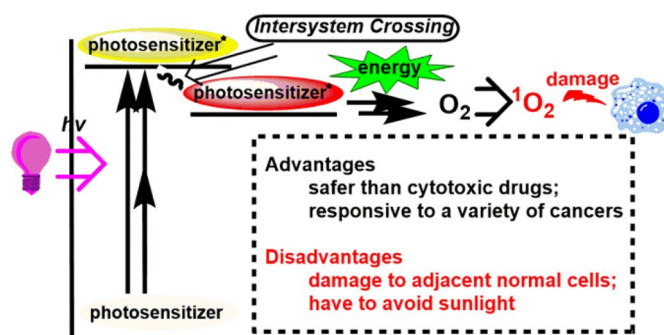 Intersystem Crossing
photosensitizer*
energy
photosensitizer*
damage
hv
O₂
¹O₂
Advantages
safer than cytotoxic drugs;
responsive to a variety of cancers
Disadvantages
damage to adjacent normal cells;
have to avoid sunlight
photosensitizer